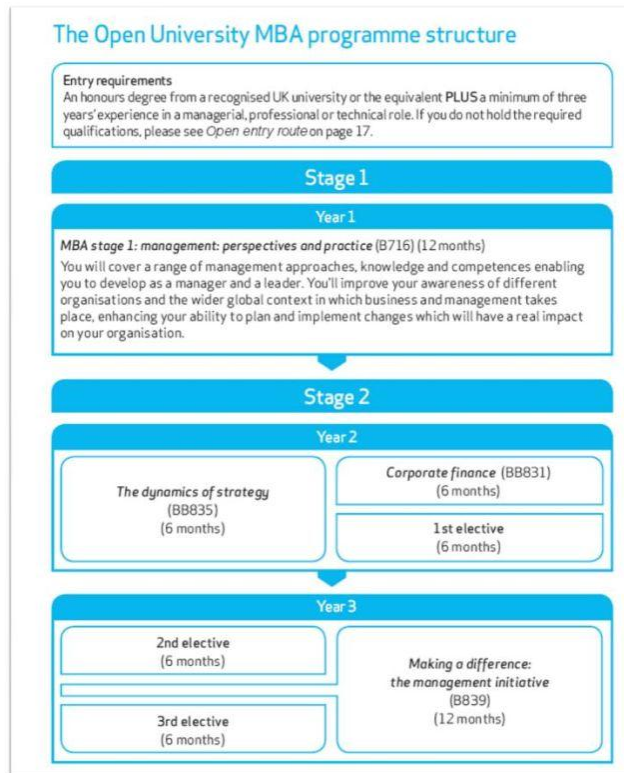 The Open University MBA programme structure
Entry requirements
An honours degree from a recognised UK university or the equivalent PLUS a minimum of three
years' experience in a managerial, professional or technical role. If you do not hold the required
qualifications, please see Open entry route on page 17.
Stage 1
Year 1
MBA stage 1: management: perspectives and practice (B716) (12 months)
You will cover a range of management approaches, knowledge and competences enabling
you to develop as a manager and a leader. You'll improve your awareness of different
organisations and the wider global context in which business and management takes
place, enhancing your ability to plan and implement changes which will have a real impact
on your organisation.
Stage 2
Year 2
The dynamics of strategy
(BB835)
(6 months)
Corporate finance (BB831)
(6 months)
1st elective
(6 months)
Year 3
2nd elective
(6 months)
3rd elective
(6 months)
Making a difference:
the management initiative
(B839)
(12 months)